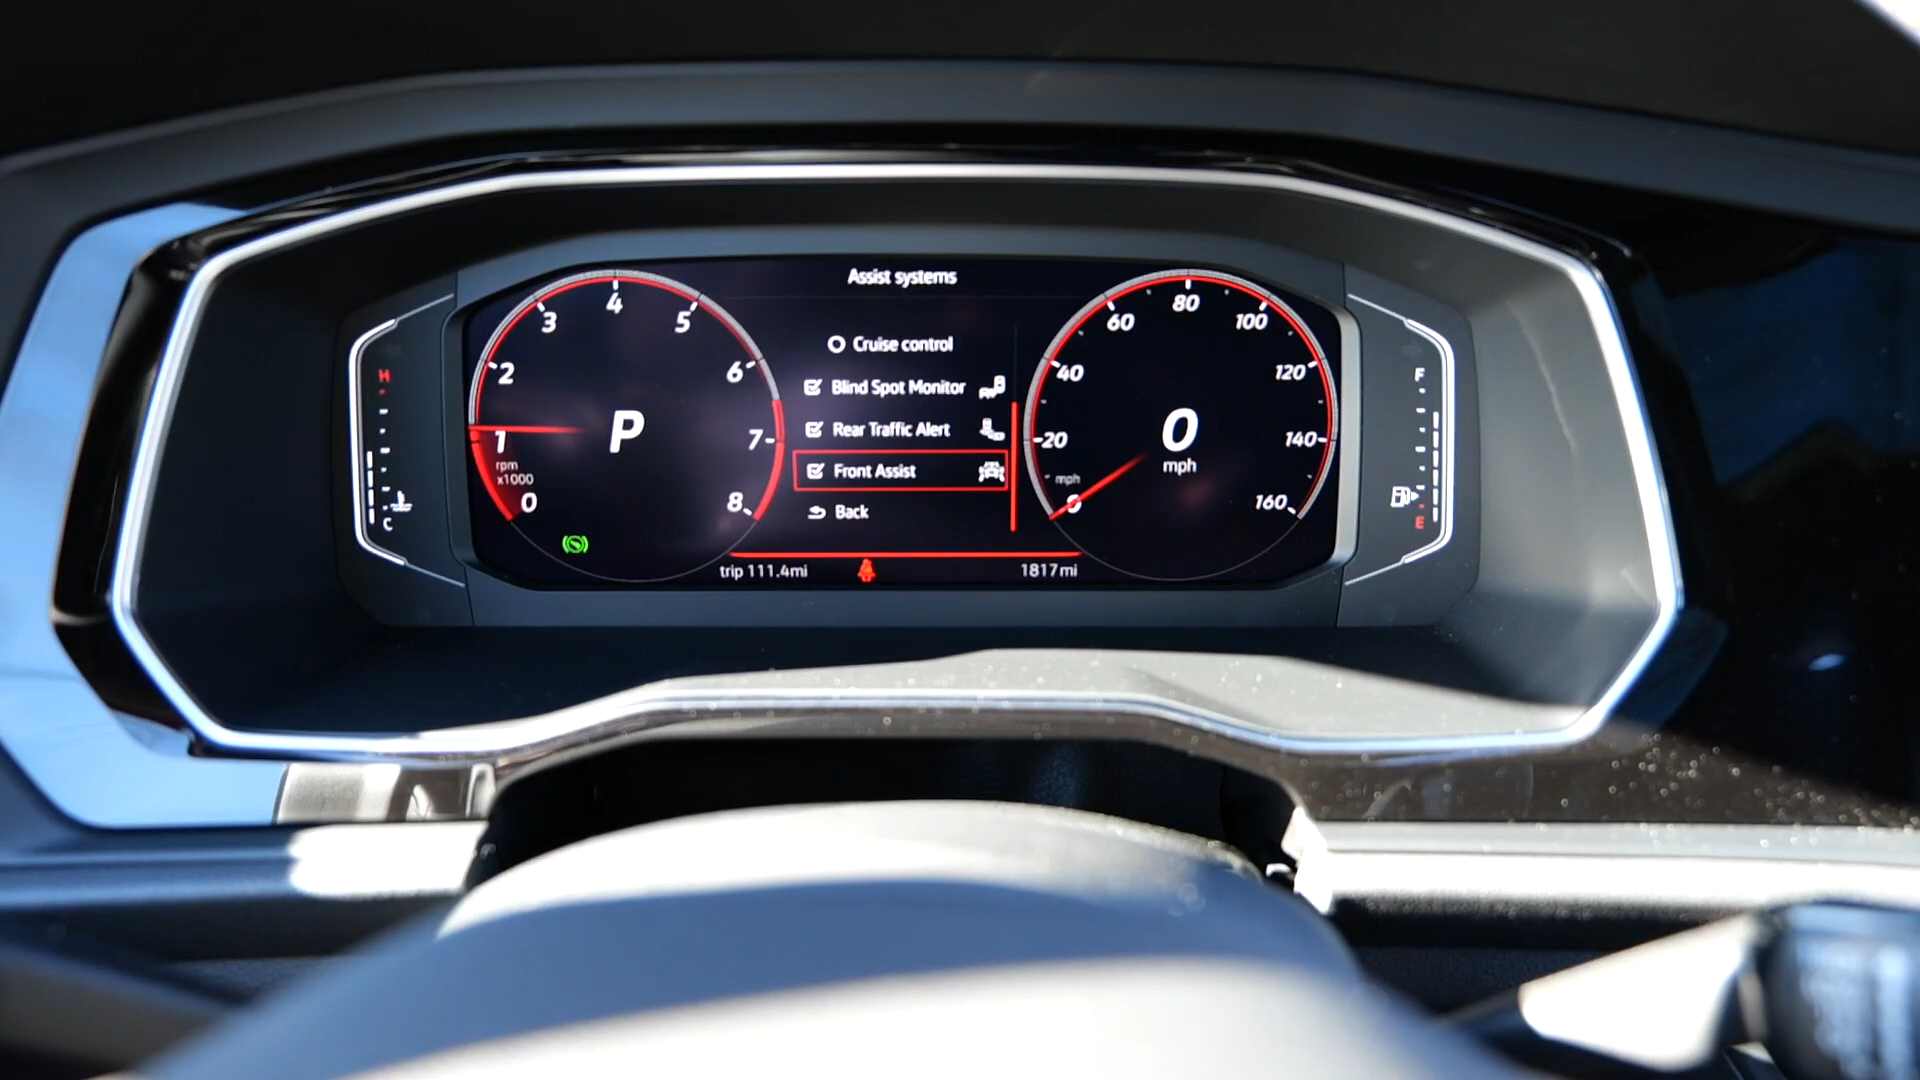 Assist systems
Cruise control
Blind Spot Monitor
Rear Traffic Alert
Front Assist
Back
trip 111.4mi
1817mi
H
C
0
1
2
3
4
5
6
7
8
rpm
x1000
P
0
20
40
60
80
100
120
140
160
mph
0
mph
F
E